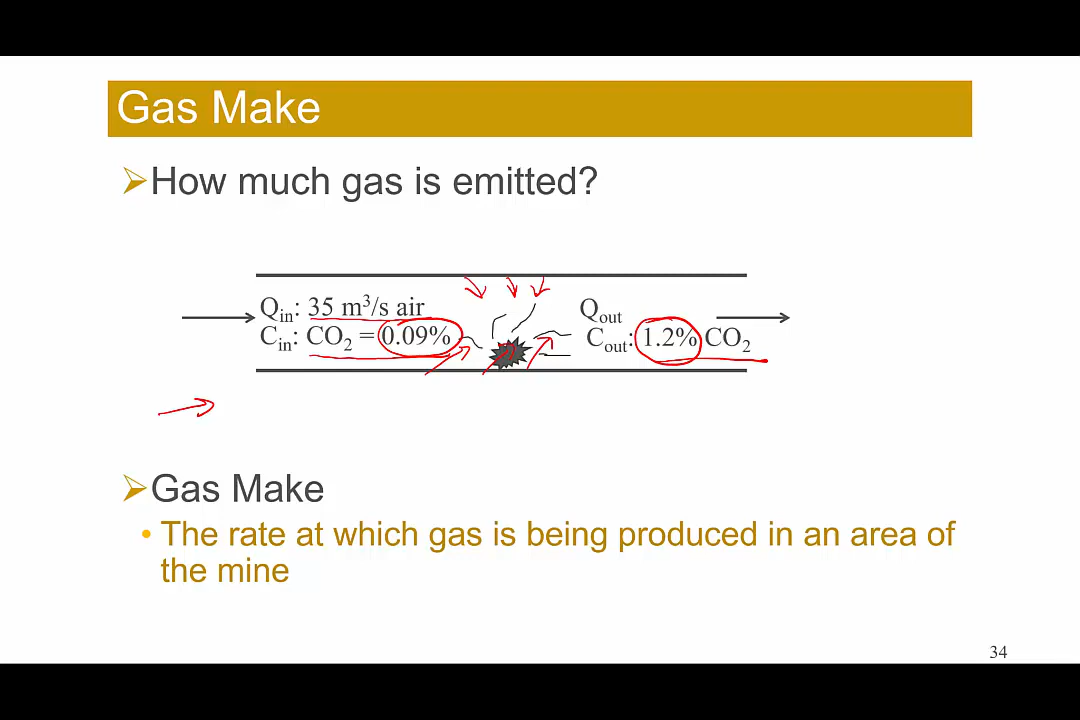 Gas Make
How much gas is emitted?
Q_in: 35 m³/s air
C_in: CO₂ = 0.09%
Q_out
C_out: 1.2% CO₂
Gas Make
• The rate at which gas is being produced in an area of
the mine
34